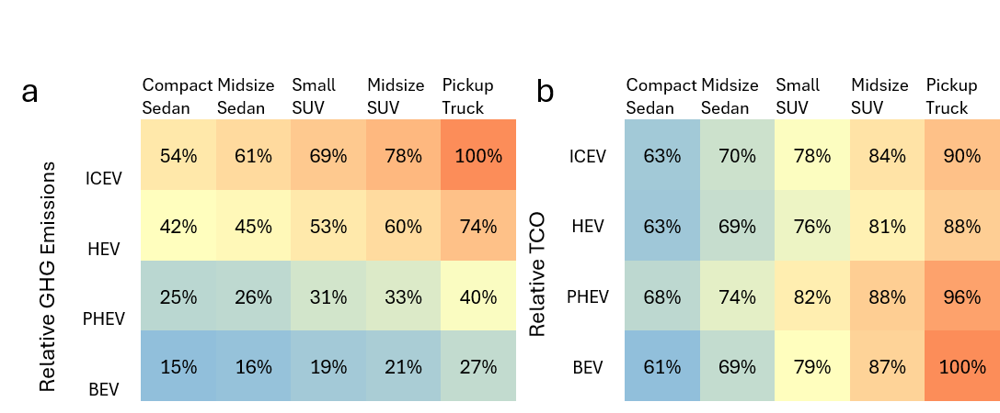 a
Compact Midsize Small Midsize Pickup
Sedan Sedan SUV SUV Truck
Relative GHG Emissions
ICEV 54% 61% 69% 78% 100%
HEV 42% 45% 53% 60% 74%
PHEV 25% 26% 31% 33% 40%
BEV 15% 16% 19% 21% 27%
b
Compact Midsize Small Midsize Pickup
Sedan Sedan SUV SUV Truck
Relative TCO
ICEV 63% 70% 78% 84% 90%
HEV 63% 69% 76% 81% 88%
PHEV 68% 74% 82% 88% 96%
BEV 61% 69% 79% 87% 100%